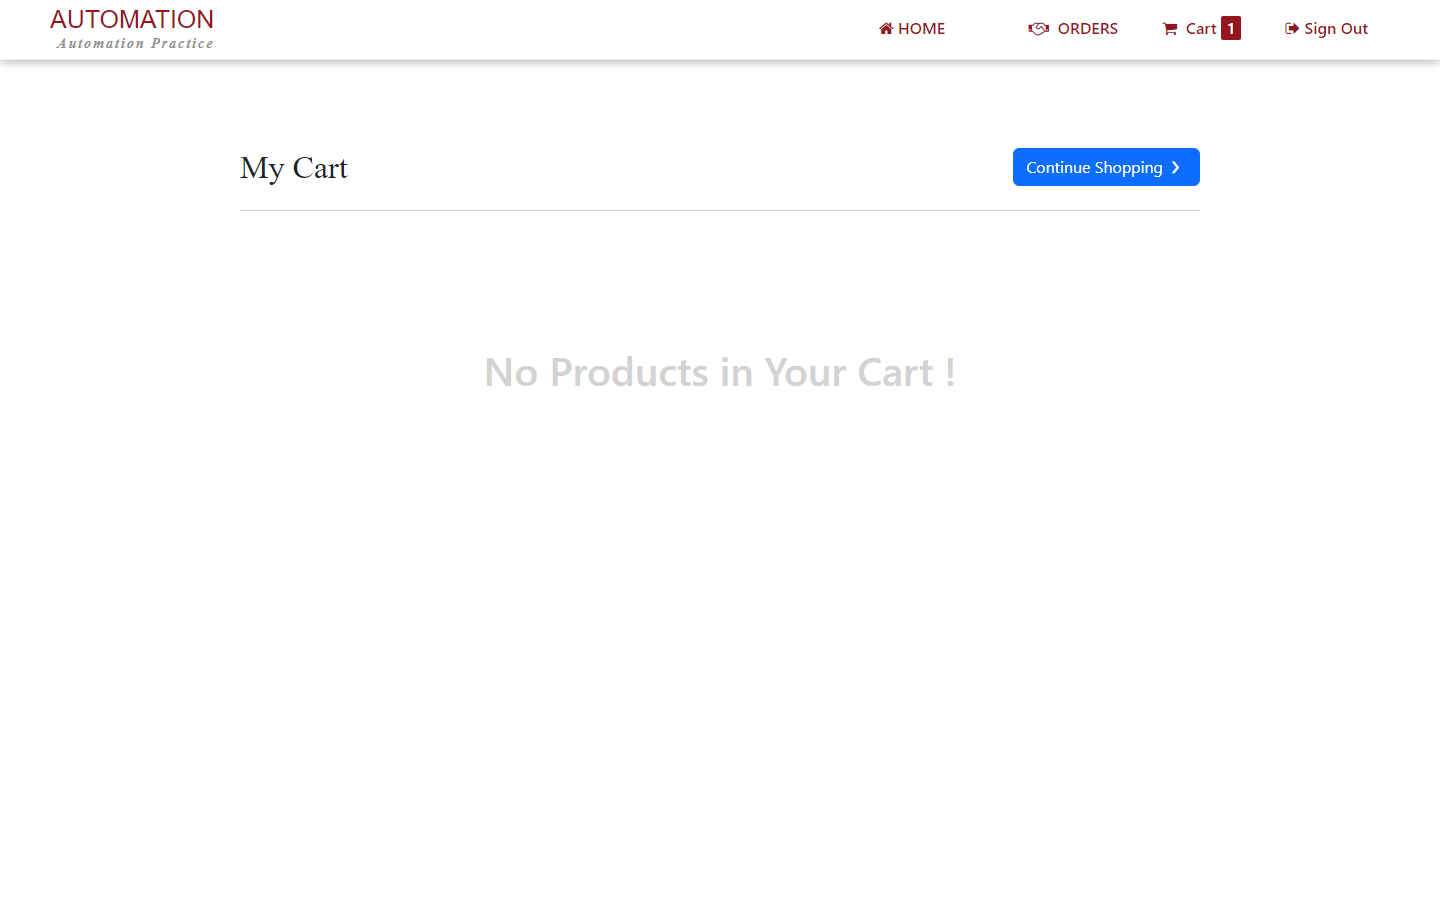 AUTOMATION
Automation Practice
HOME
ORDERS
Cart 1
Sign Out
My Cart
Continue Shopping ❯
No Products in Your Cart !